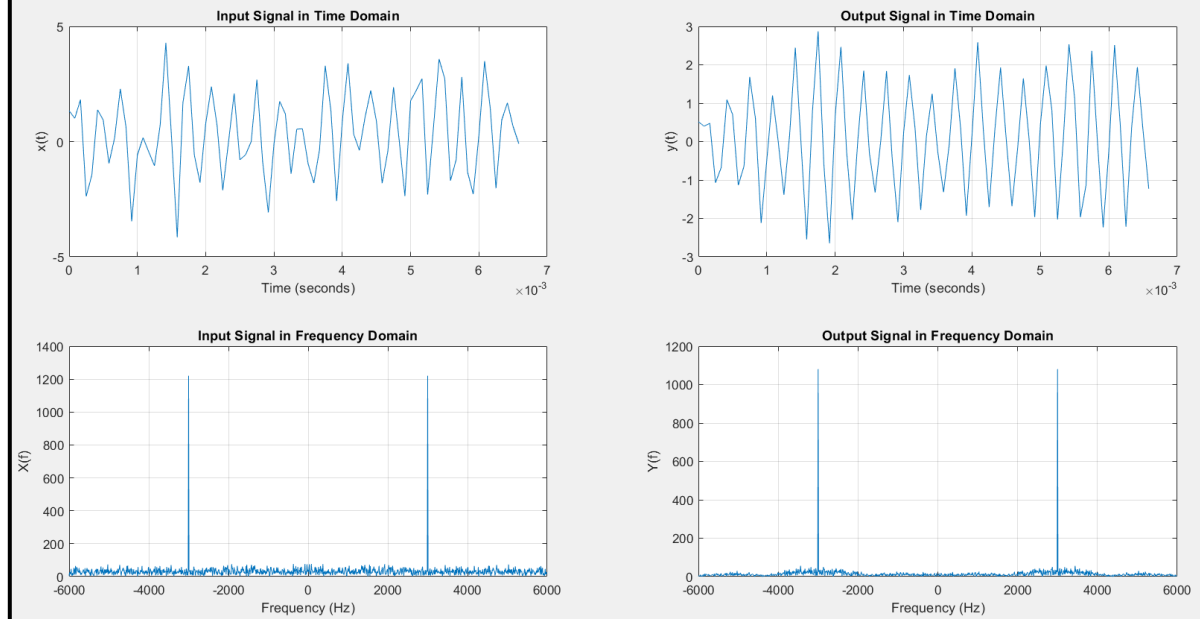 Input Signal in Time Domain
5
0
-5
x(t)
0 1 2 3 4 5 6 7
Time (seconds)
×10-3
Output Signal in Time Domain
3
2
1
0
-1
-2
-3
y(t)
0 1 2 3 4 5 6 7
Time (seconds)
×10-3
Input Signal in Frequency Domain
1400
1200
1000
800
600
400
200
0
X(f)
-6000 -4000 -2000 0 2000 4000 6000
Frequency (Hz)
Output Signal in Frequency Domain
1200
1000
800
600
400
200
0
Y(f)
-6000 -4000 -2000 0 2000 4000 6000
Frequency (Hz)